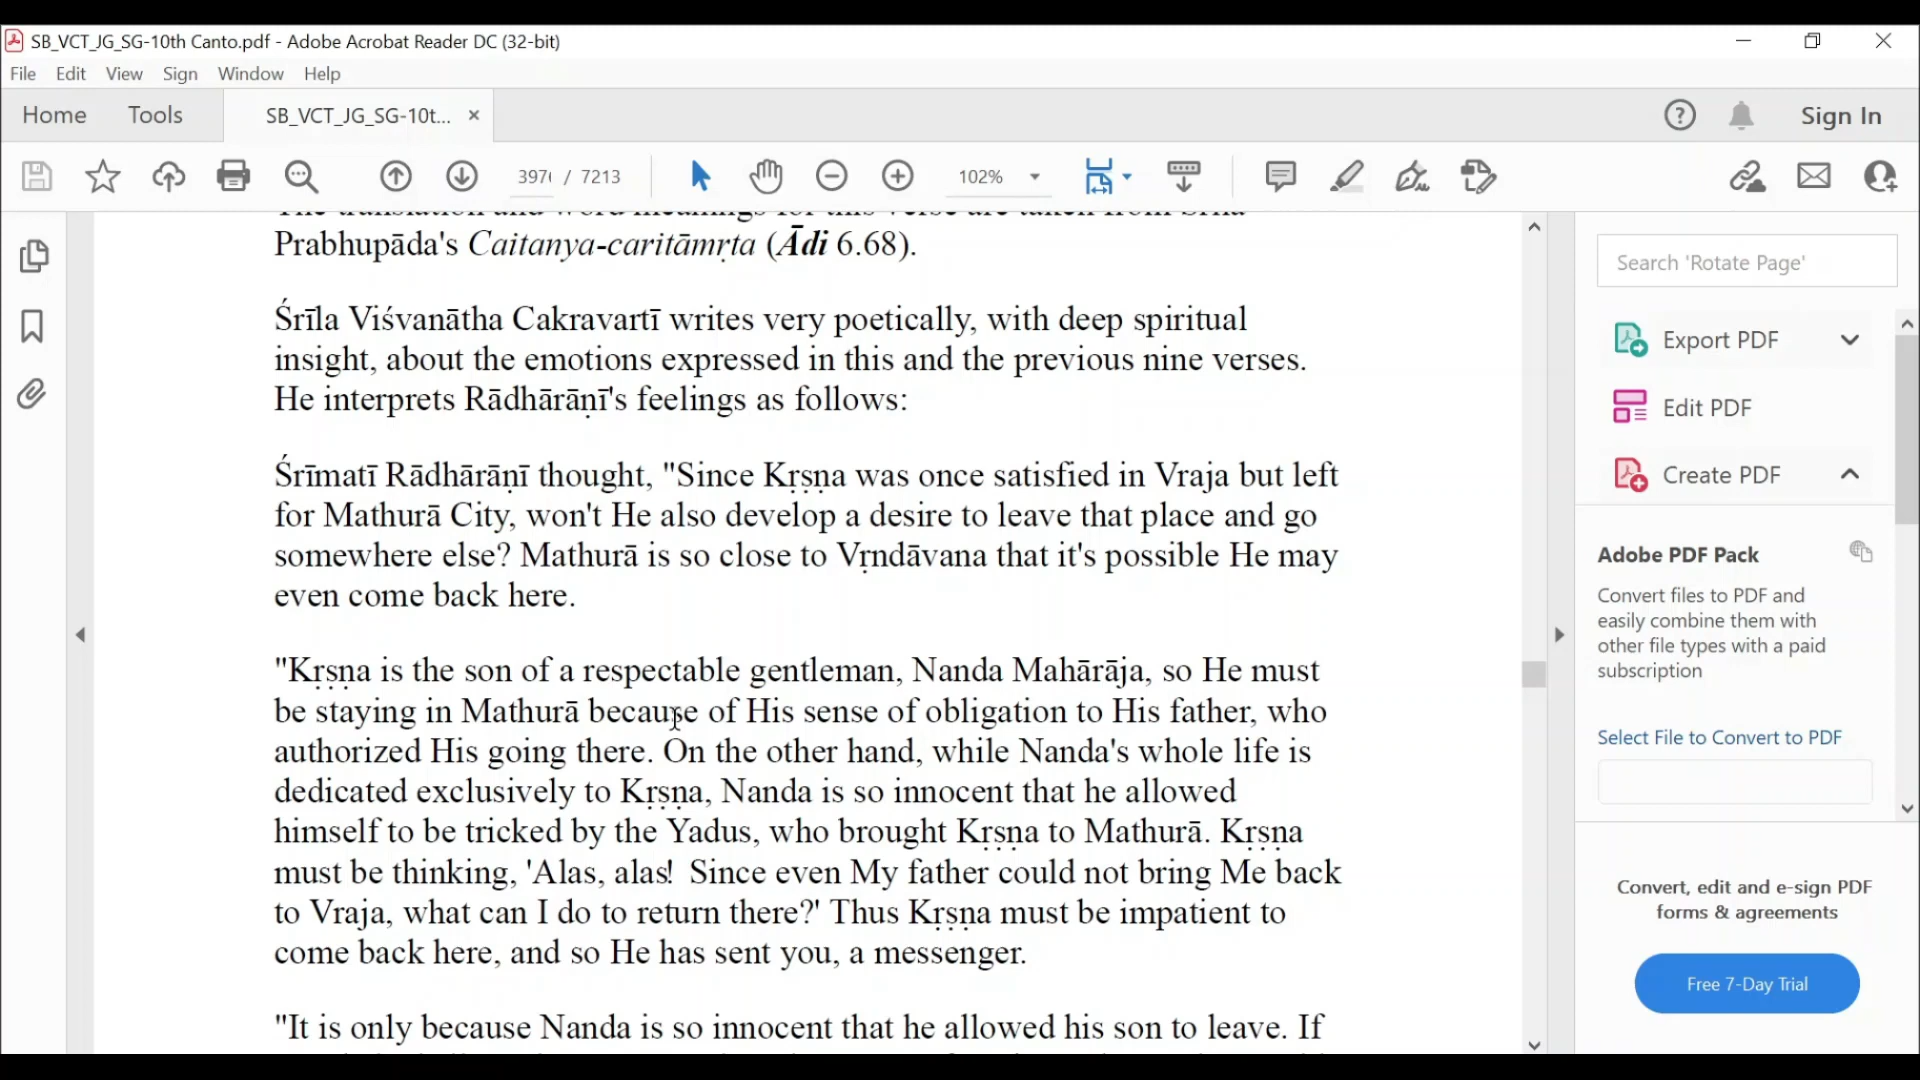 SB_VCT_JG_SG-10th Canto.pdf - Adobe Acrobat Reader DC (32-bit)
File Edit View Sign Window Help
Home Tools SB_VCT_JG_SG-10t... × Sign In
/ 7213 102%
The translation and word meanings for this verse are taken from Śrīla
Prabhupāda's Caitanya-caritāmṛta (Ādi 6.68).
Śrīla Viśvanātha Cakravartī writes very poetically, with deep spiritual
insight, about the emotions expressed in this and the previous nine verses.
He interprets Rādhārāṇī's feelings as follows:
Śrīmatī Rādhārāṇī thought, "Since Kṛṣṇa was once satisfied in Vraja but left
for Mathurā City, won't He also develop a desire to leave that place and go
somewhere else? Mathurā is so close to Vṛndāvana that it's possible He may
even come back here.
"Kṛṣṇa is the son of a respectable gentleman, Nanda Mahārāja, so He must
be staying in Mathurā because of His sense of obligation to His father, who
authorized His going there. On the other hand, while Nanda's whole life is
dedicated exclusively to Kṛṣṇa, Nanda is so innocent that he allowed
himself to be tricked by the Yadus, who brought Kṛṣṇa to Mathurā. Kṛṣṇa
must be thinking, 'Alas, alas! Since even My father could not bring Me back
to Vraja, what can I do to return there?' Thus Kṛṣṇa must be impatient to
come back here, and so He has sent you, a messenger.
"It is only because Nanda is so innocent that he allowed his son to leave. If
Search 'Rotate Page'
Export PDF
Edit PDF
Create PDF
Adobe PDF Pack
Convert files to PDF and
easily combine them with
other file types with a paid
subscription
Select File to Convert to PDF
Convert, edit and e-sign PDF
forms & agreements
Free 7-Day Trial